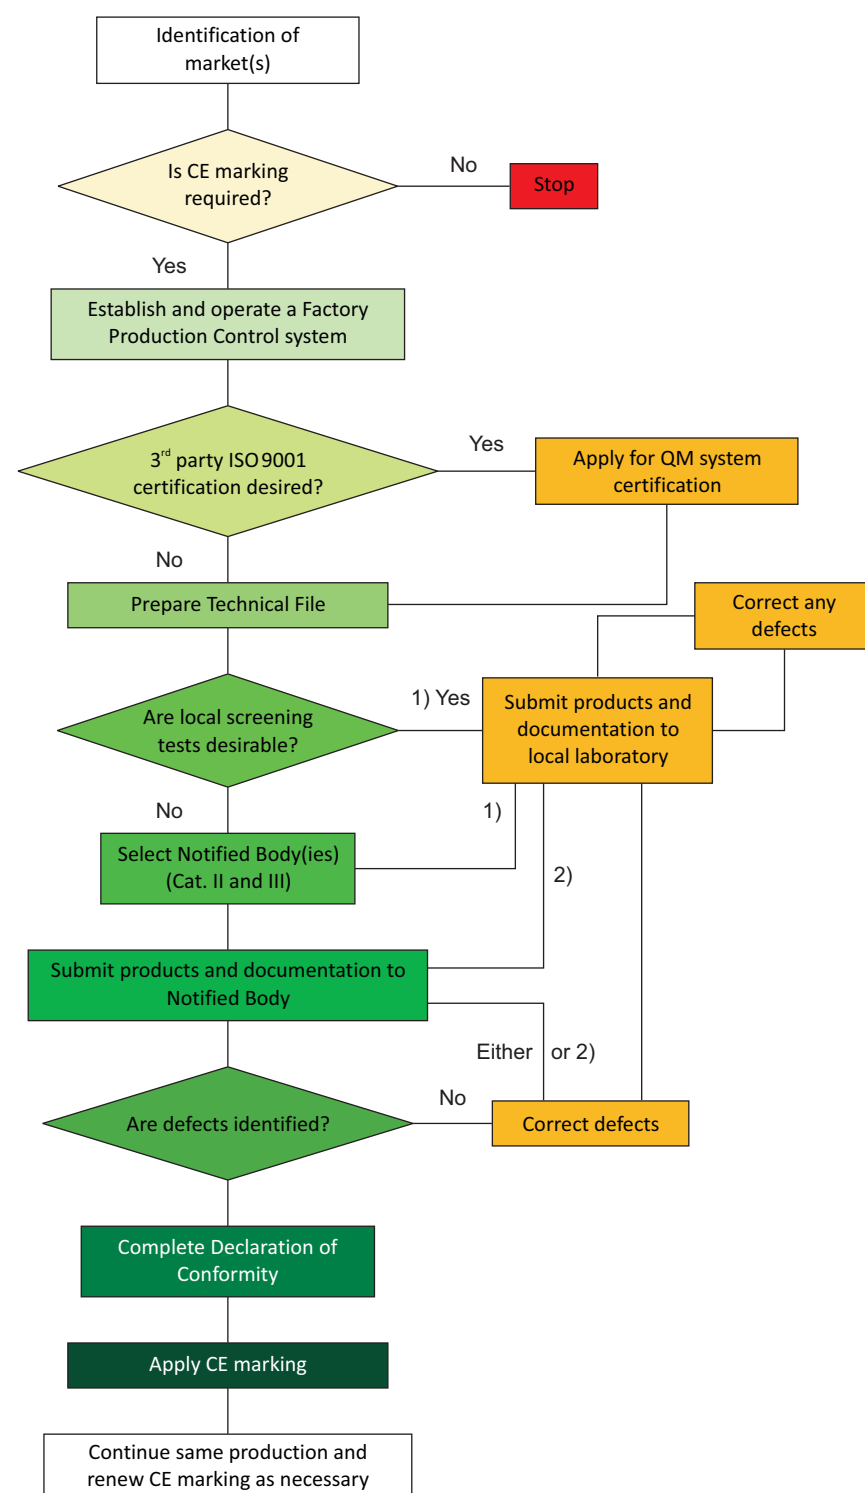 Identification of
market(s)
Is CE marking
required?
No
Stop
Yes
Establish and operate a Factory
Production Control system
3rd party ISO 9001
certification desired?
Yes
Apply for QM system
certification
No
Prepare Technical File
Correct any
defects
Are local screening
tests desirable?
1) Yes
Submit products and
documentation to
local laboratory
No
1)
Select Notified Body(ies)
(Cat. II and III)
2)
Submit products and documentation to
Notified Body
Either or 2)
Are defects identified?
No
Correct defects
Complete Declaration of
Conformity
Apply CE marking
Continue same production and
renew CE marking as necessary